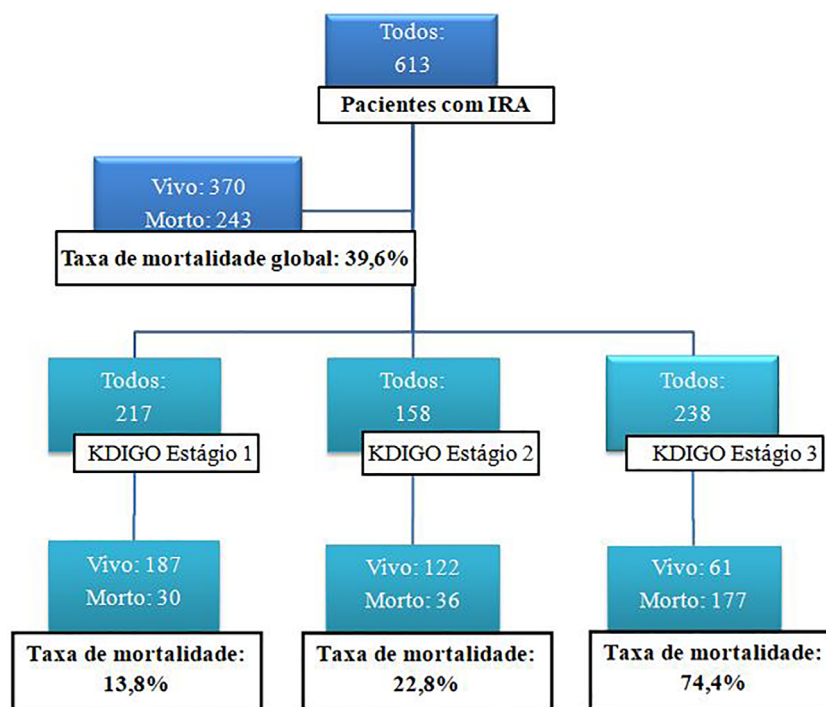 Todos:
613
Pacientes com IRA
Vivo: 370
Morto: 243
Taxa de mortalidade global: 39,6%
Todos:
217
KDIGO Estágio 1
Todos:
158
KDIGO Estágio 2
Todos:
238
KDIGO Estágio 3
Vivo: 187
Morto: 30
Taxa de mortalidade:
13,8%
Vivo: 122
Morto: 36
Taxa de mortalidade:
22,8%
Vivo: 61
Morto: 177
Taxa de mortalidade:
74,4%